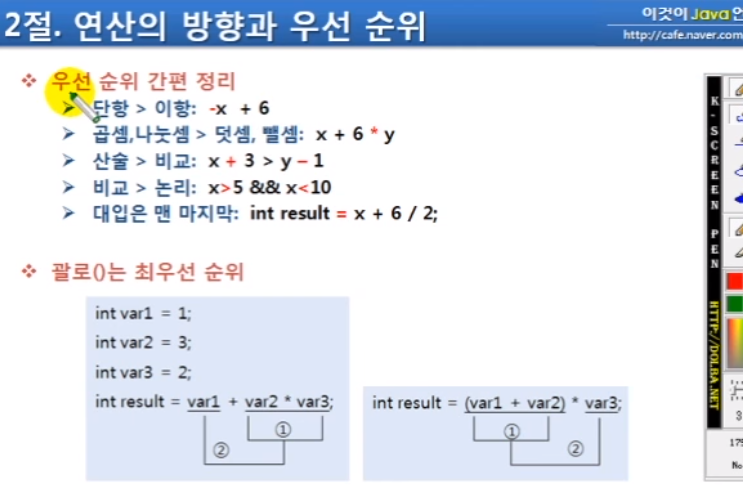 2절. 연산의 방향과 우선 순위
이것이 Java
http://cafe.naver.com
❖ 우선 순위 간편 정리
➢ 단항 > 이항: -x + 6
➢ 곱셈,나눗셈 > 덧셈, 뺄셈: x + 6 * y
➢ 산술 > 비교: x + 3 > y – 1
➢ 비교 > 논리: x>5 && x<10
➢ 대입은 맨 마지막: int result = x + 6 / 2;
❖ 괄로()는 최우선 순위
int var1 = 1;
int var2 = 3;
int var3 = 2;
int result = var1 + var2 * var3;
①
②
int result = (var1 + var2) * var3;
①
②
K-SCREEN PEN HTTP://DOLBA.NET